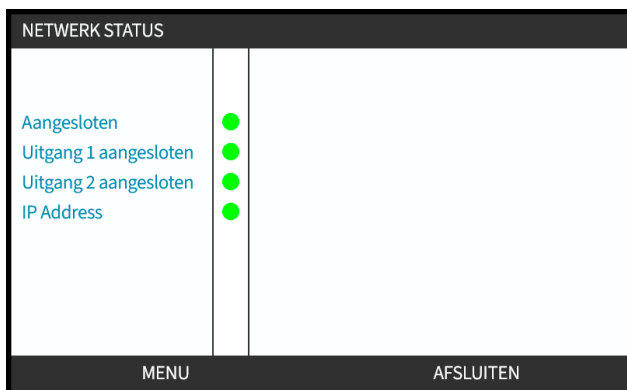 NETWERK STATUS
Aangesloten
Uitgang 1 aangesloten
Uitgang 2 aangesloten
IP Address
MENU AFSLUITEN